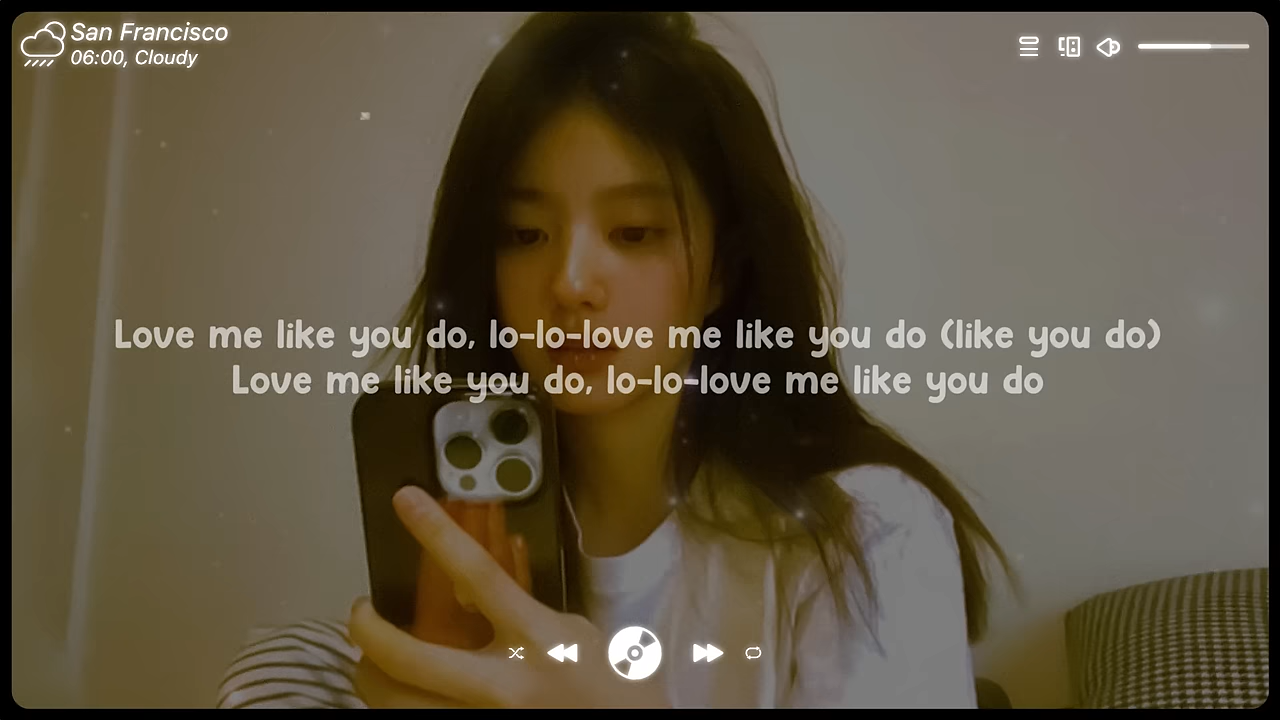 San Francisco
06:00, Cloudy
Love me like you do, lo-lo-love me like you do (like you do)
Love me like you do, lo-lo-love me like you do